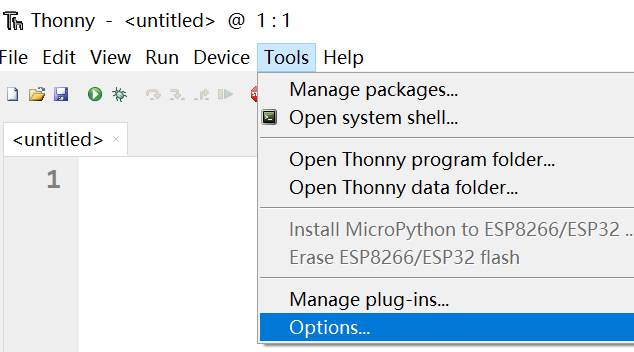 Thonny - <untitled> @ 1 : 1
File Edit View Run Device Tools Help
Manage packages...
Open system shell...
<untitled> ×
Open Thonny program folder...
1
Open Thonny data folder...
Install MicroPython to ESP8266/ESP32 ..
Erase ESP8266/ESP32 flash
Manage plug-ins...
Options...